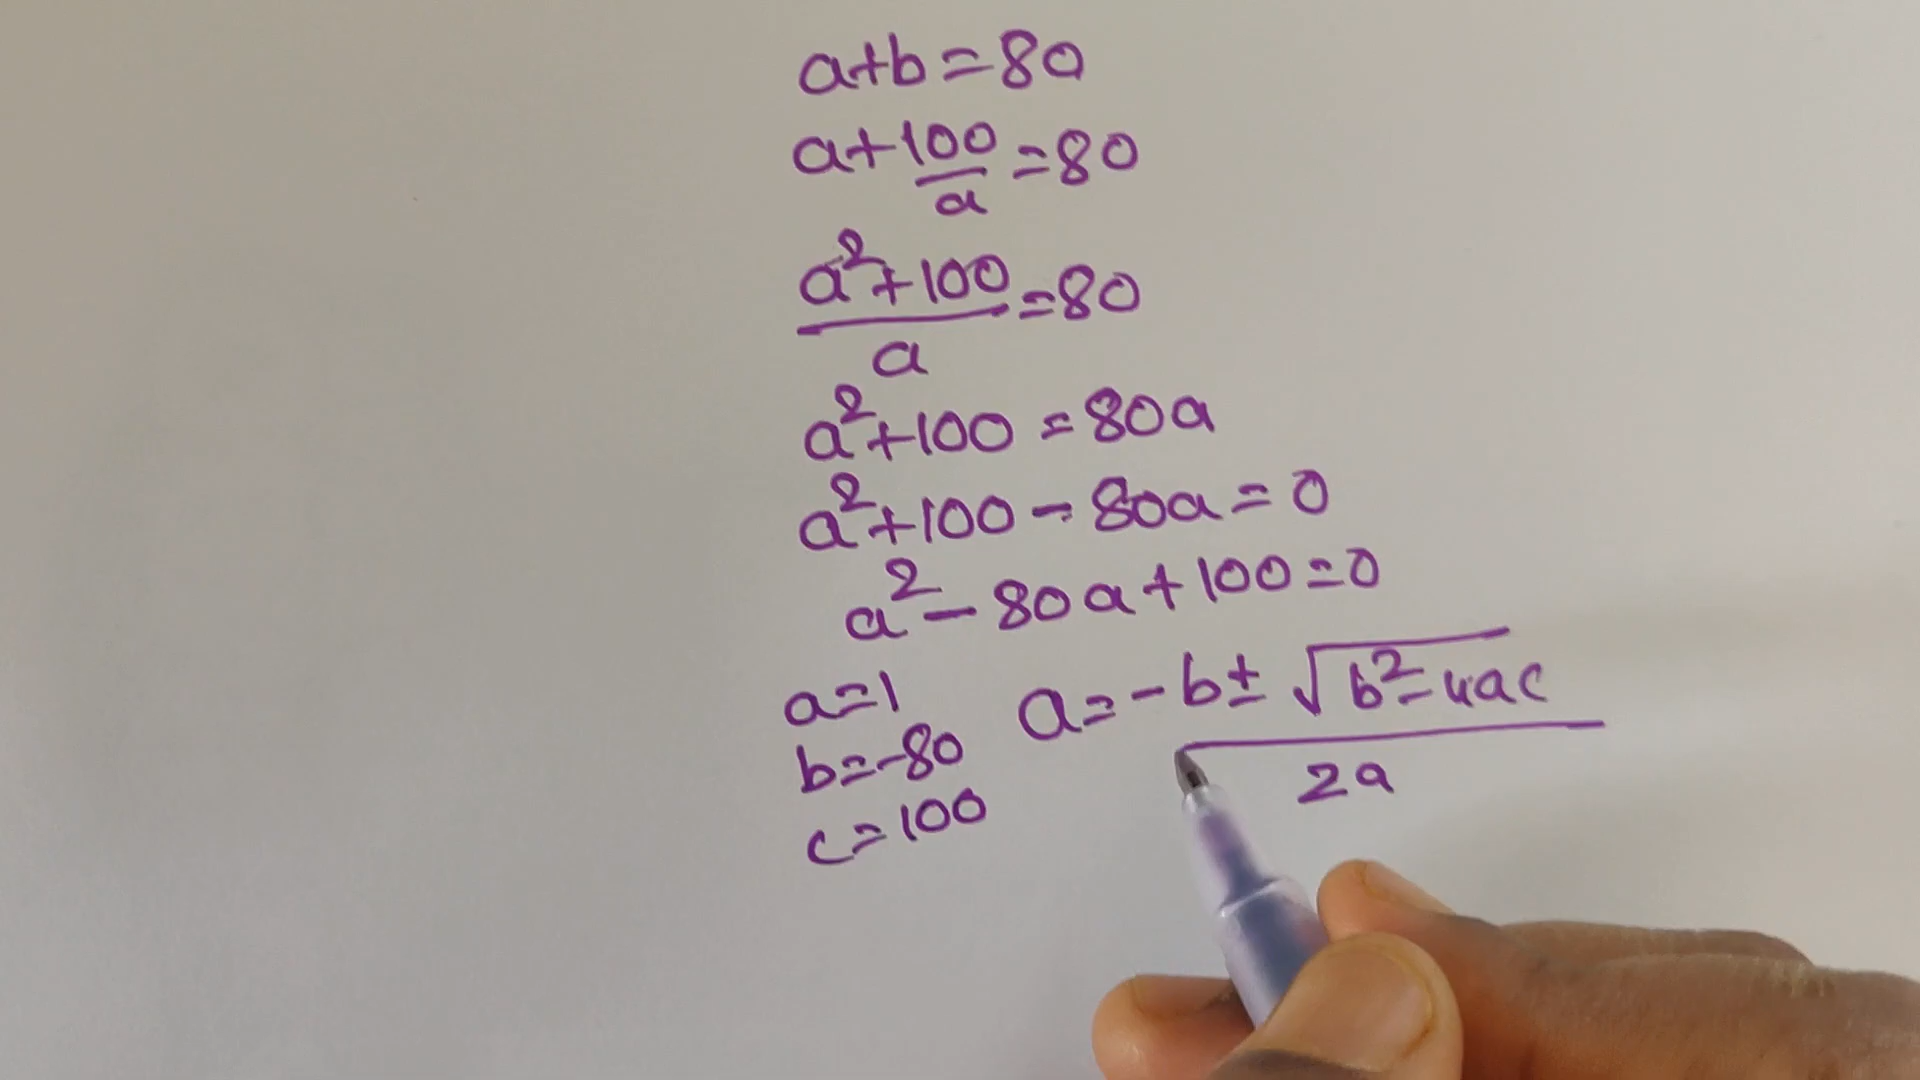 a+b=80
a+100/a=80
a²+100/a=80
a²+100=80a
a²+100-80a=0
a²-80a+100=0
a=1
b=-80
c=100
a=-b±√b²-4ac/2a